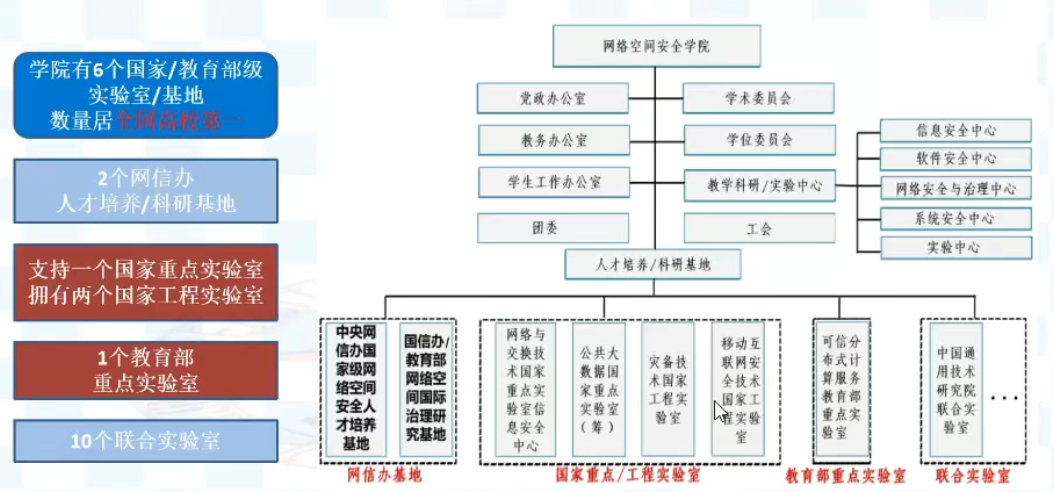 学院有6个国家/教育部级
实验室/基地
数量居全国高校第一
2个网信办
人才培养/科研基地
支持一个国家重点实验室
拥有两个国家工程实验室
1个教育部
重点实验室
10个联合实验室
网络空间安全学院
党政办公室
学术委员会
教务办公室
学位委员会
学生工作办公室
教学科研/实验中心
团委
工会
信息安全中心
软件安全中心
网络安全与治理中心
系统安全中心
实验中心
人才培养/科研基地
中央网
信办国
家级网
络空间
安全人
才培养
基地
国信办/
教育部
网络空
间国际
治理研
究基地
网络与
交换技
术国家
重点实
验室信
息安全
中心
公共大
数据国
家重点
实验室
(筹)
灾备技
术国家
工程实
验室
移动互
联网安
全技术
国家工
程实验
室
可信分
布式计
算服务
教育部
重点实
验室
中国通
用技术
研究院
联合实
验室
...
网信办基地
国家重点/工程实验室
教育部重点实验室
联合实验室